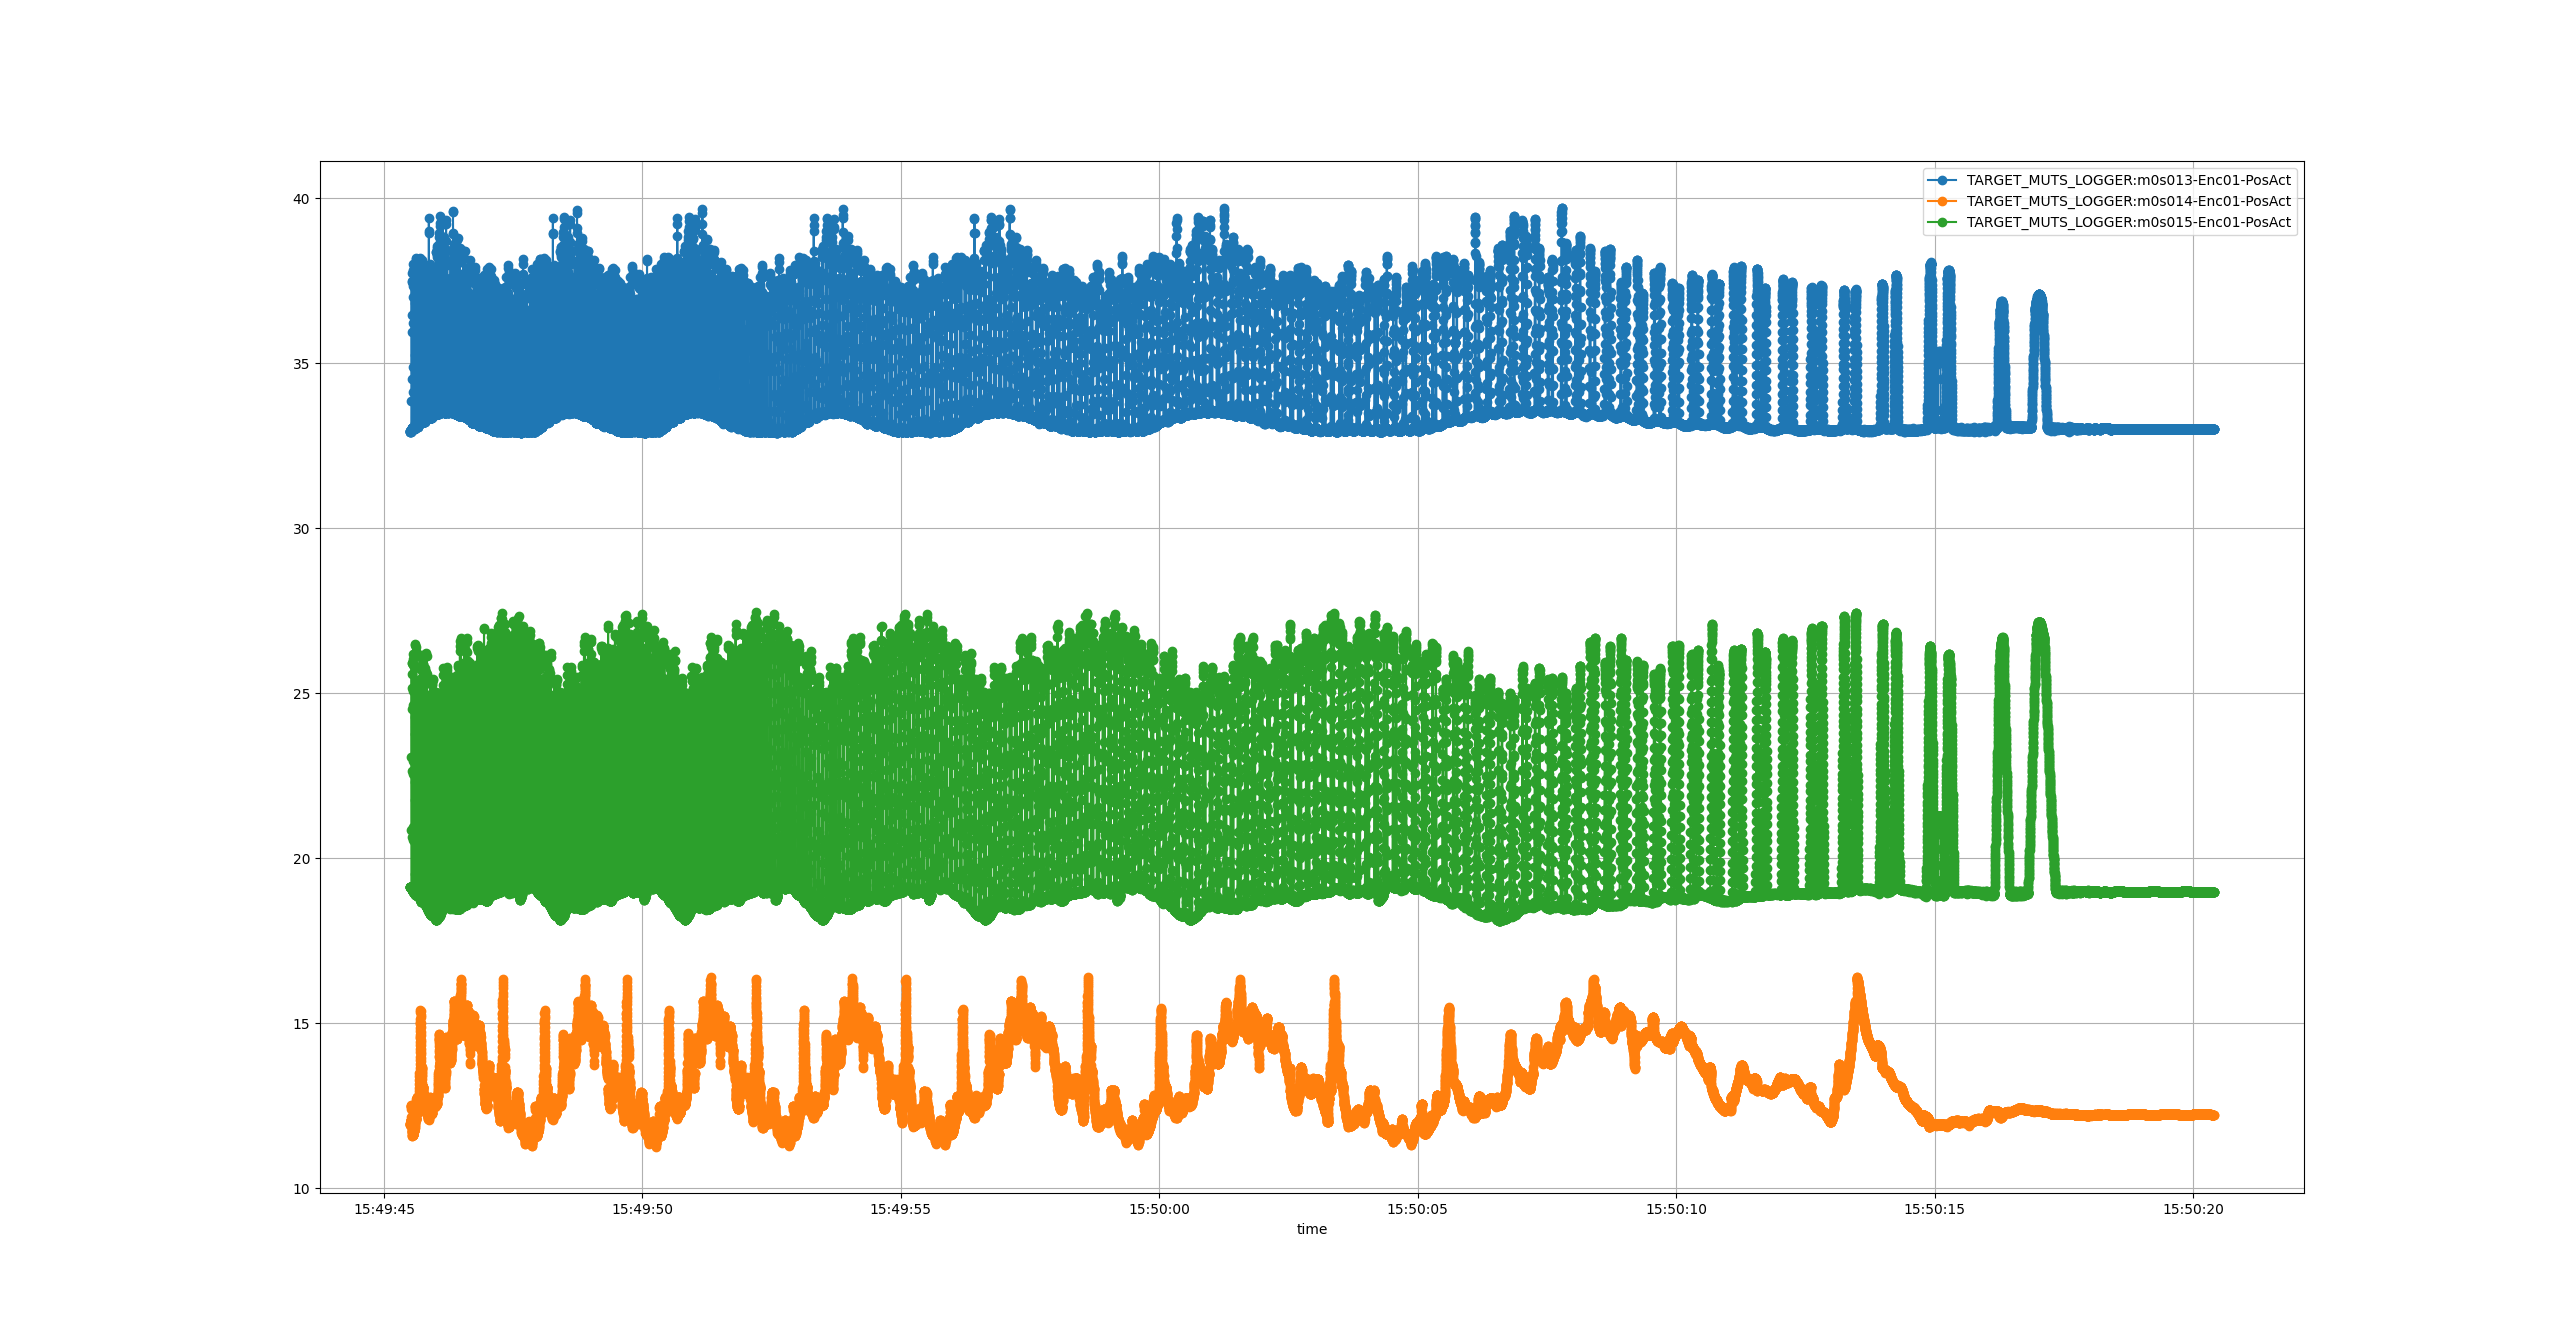 TARGET_MUTS_LOGGER:m0s013-Enc01-PosAct
TARGET_MUTS_LOGGER:m0s014-Enc01-PosAct
TARGET_MUTS_LOGGER:m0s015-Enc01-PosAct
40
35
30
25
20
15
10
15:49:45 15:49:50 15:49:55 15:50:00 15:50:05 15:50:10 15:50:15 15:50:20
time